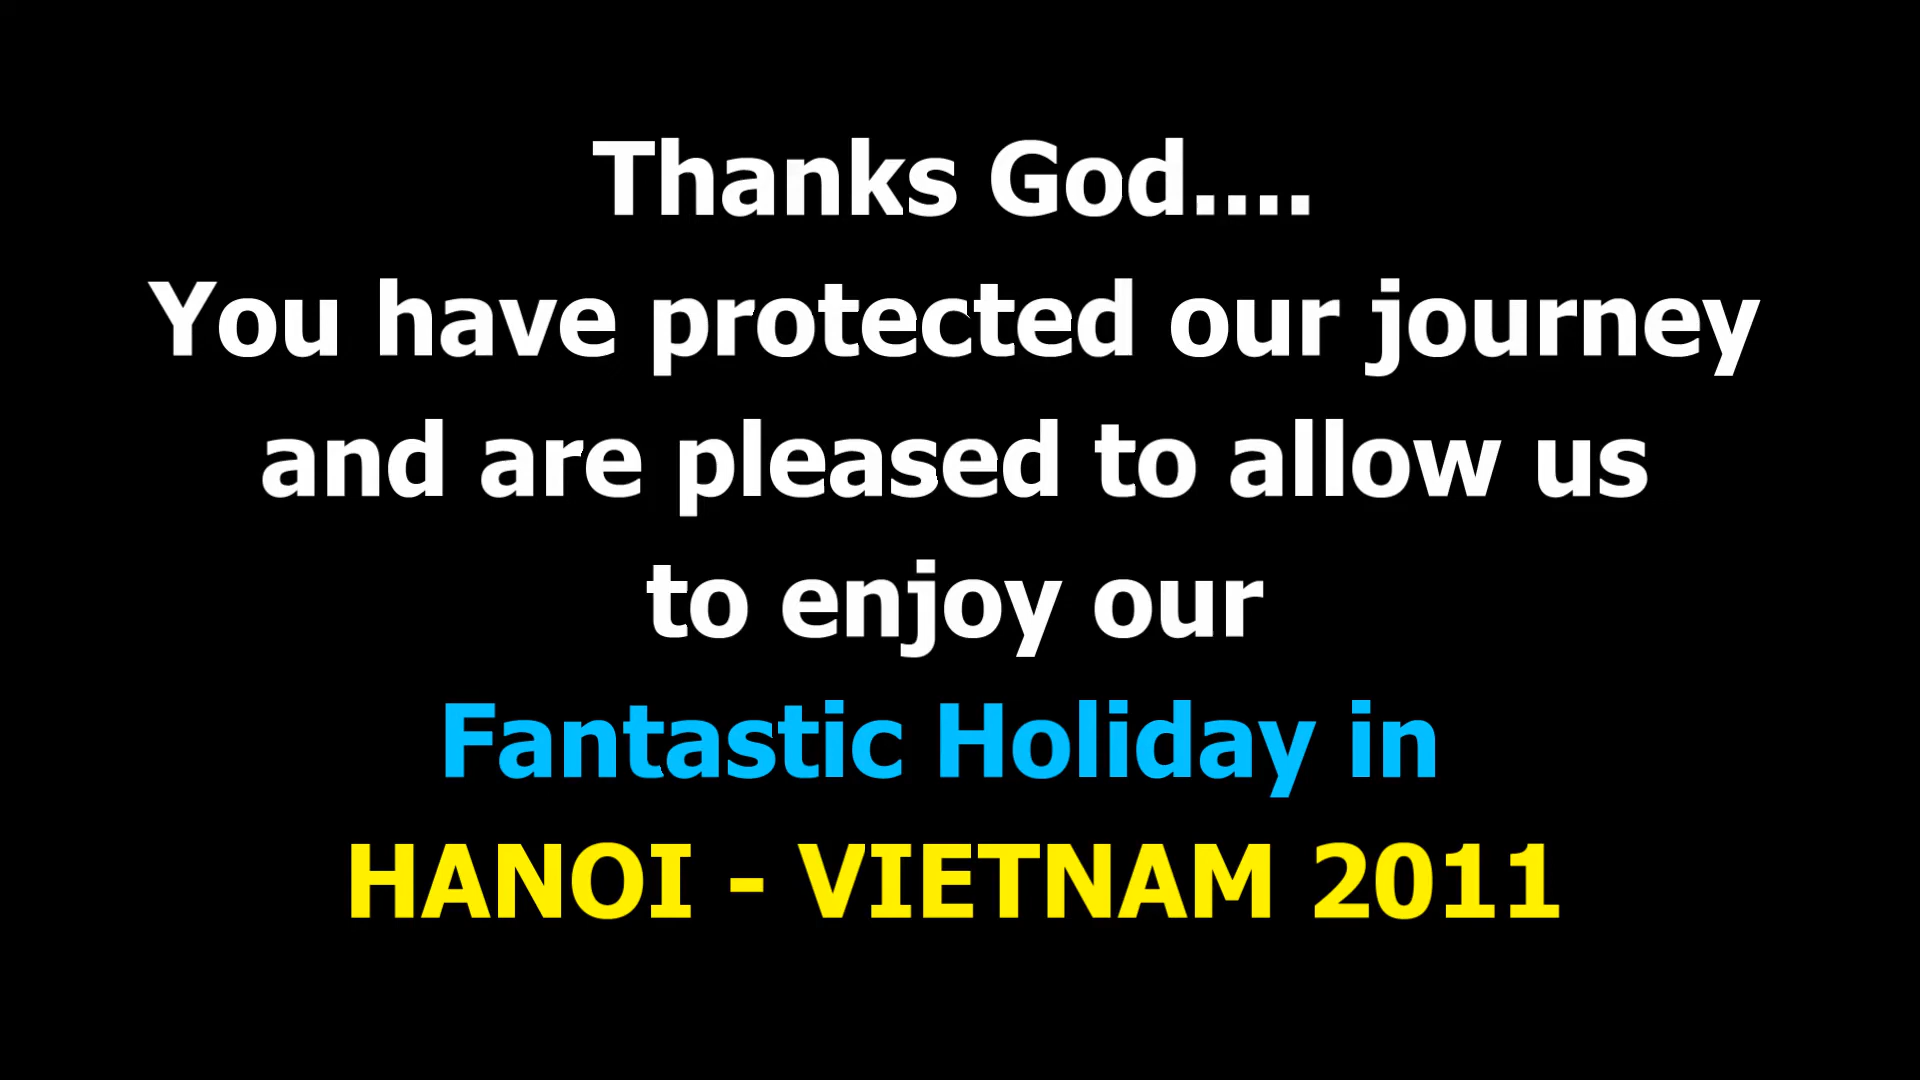 Thanks God....
You have protected our journey
and are pleased to allow us
to enjoy our
Fantastic Holiday in
HANOI - VIETNAM 2011